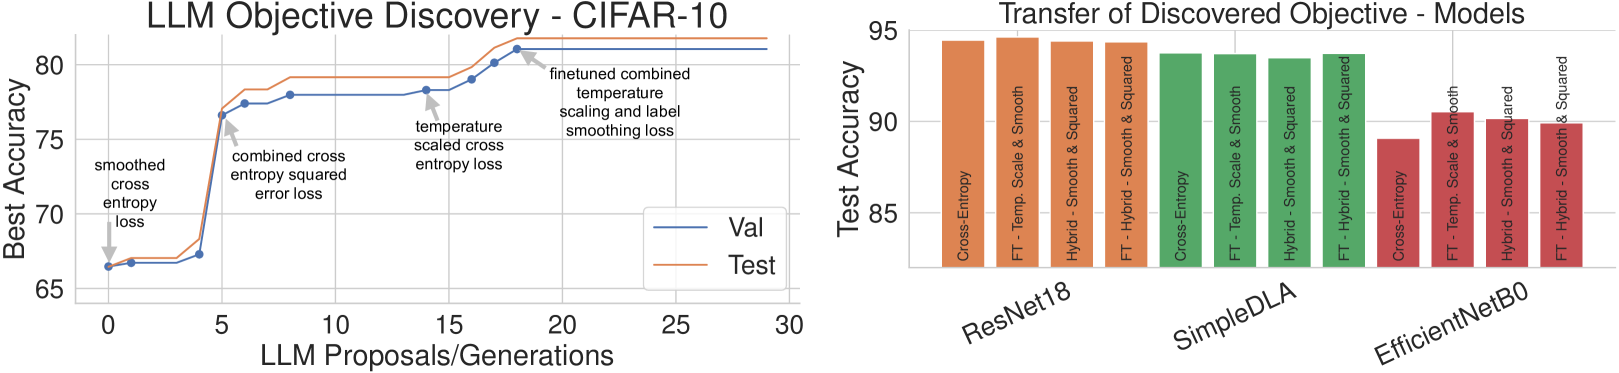 LLM Objective Discovery - CIFAR-10
Best Accuracy
80
75
70
65
smoothed
cross
entropy
loss
combined cross
entropy squared
error loss
temperature
scaled cross
entropy loss
finetuned combined
temperature
scaling and label
smoothing loss
Val
Test
0
5
10
15
20
25
30
LLM Proposals/Generations
Transfer of Discovered Objective - Models
Test Accuracy
95
90
85
Cross-Entropy
FT - Temp. Scale & Smooth
Hybrid - Smooth & Squared
FT - Hybrid - Smooth & Squared
Cross-Entropy
FT - Temp. Scale & Smooth
Hybrid - Smooth & Squared
FT - Hybrid - Smooth & Squared
Cross-Entropy
FT - Temp. Scale & Smooth
Hybrid - Smooth & Squared
FT - Hybrid - Smooth & Squared
ResNet18
SimpleDLA
EfficientNetB0